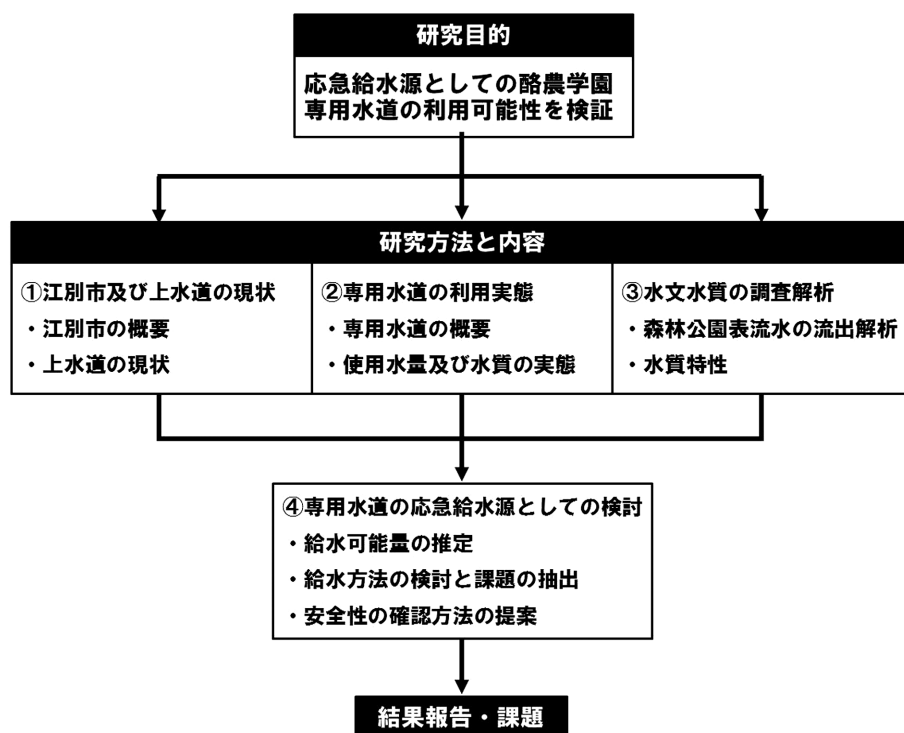 研究目的
応急給水源としての酪農学園
専用水道の利用可能性を検証
研究方法と内容
①江別市及び上水道の現状
・江別市の概要
・上水道の現状
②専用水道の利用実態
・専用水道の概要
・使用水量及び水質の実態
③水文水質の調査解析
・森林公園表流水の流出解析
・水質特性
④専用水道の応急給水源としての検討
・給水可能量の推定
・給水方法の検討と課題の抽出
・安全性の確認方法の提案
結果報告・課題